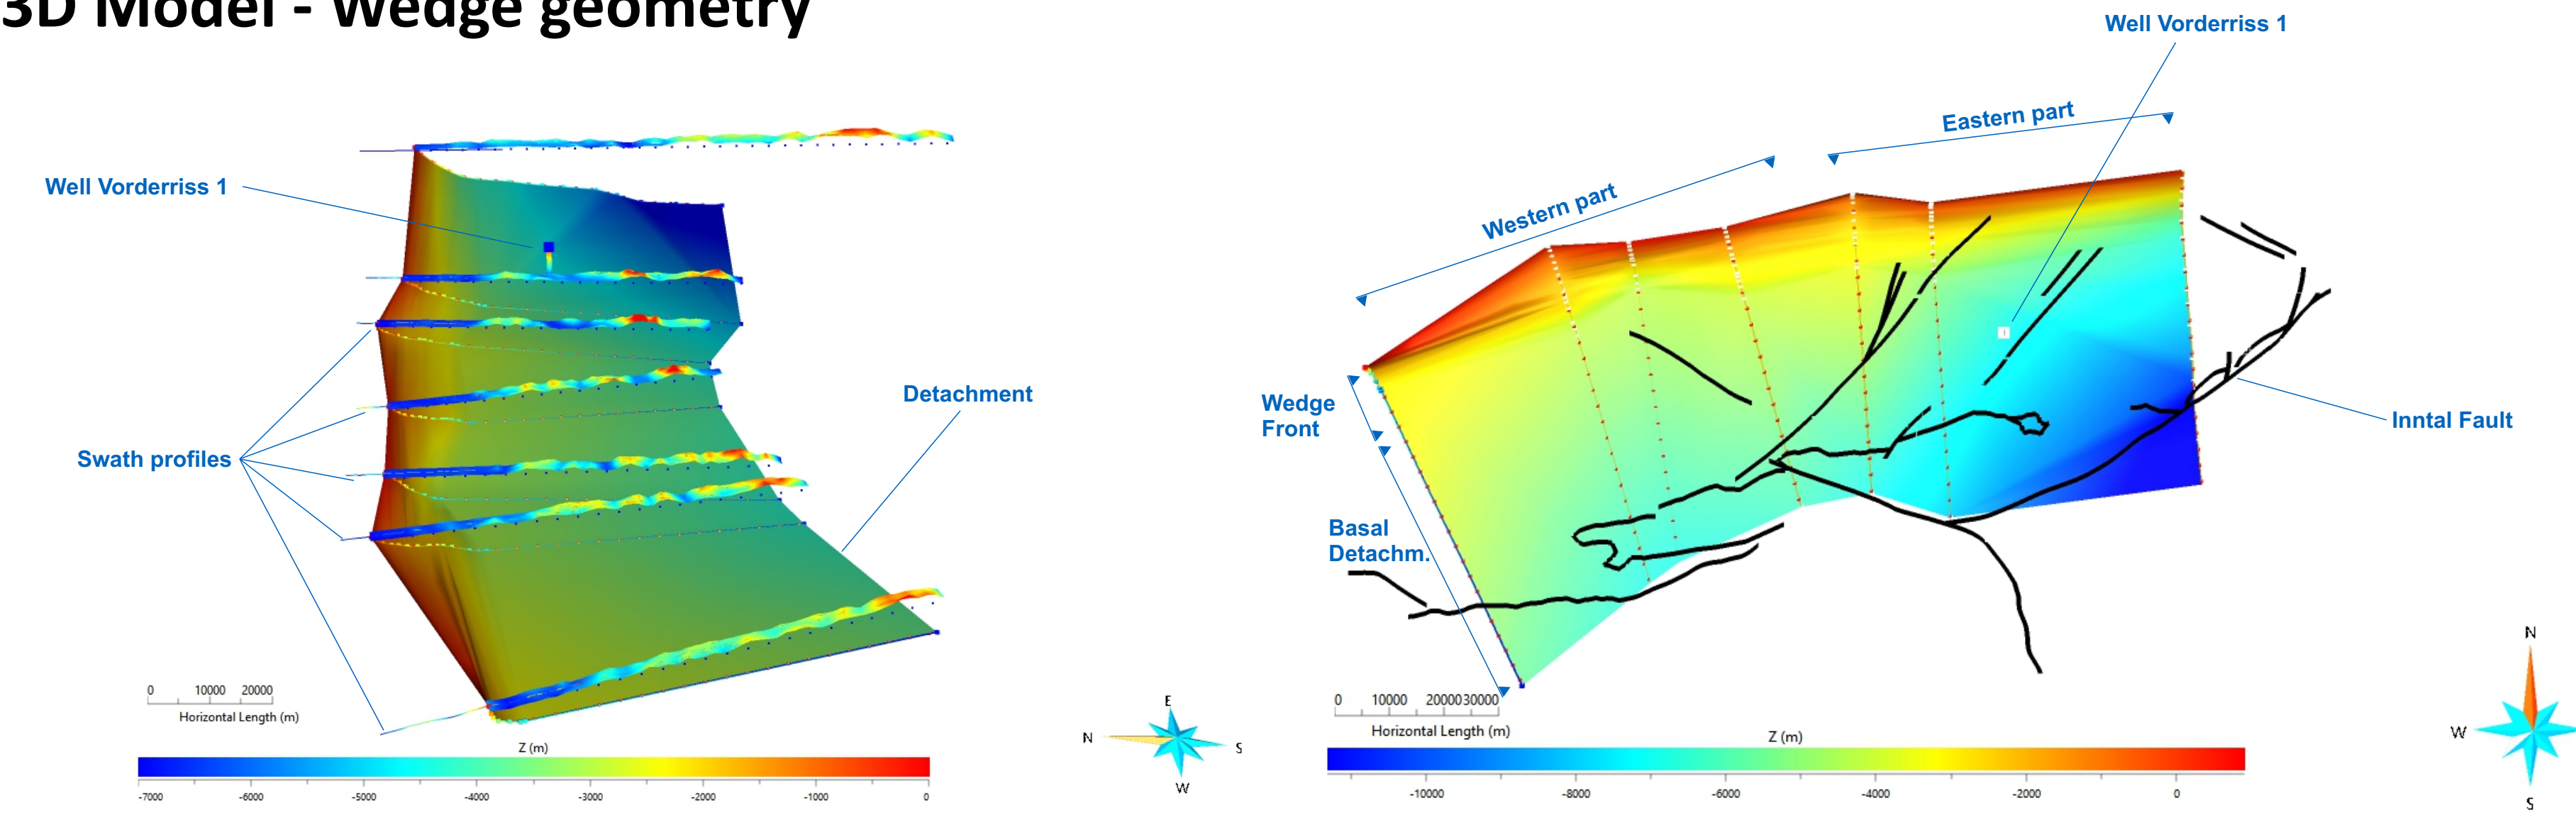 3D Model - Wedge geometry
Well Vorderriss 1
Swath profiles
Detachment
0 10000 20000
Horizontal Length (m)
Z (m)
-7000 -6000 -5000 -4000 -3000 -2000 -1000 0
E
N
S
W
Well Vorderriss 1
Eastern part
Western part
Wedge
Front
Basal
Detachm.
Inntal Fault
0 10000 20000 30000
Horizontal Length (m)
Z (m)
-10000 -8000 -6000 -4000 -2000 0
N
W
S